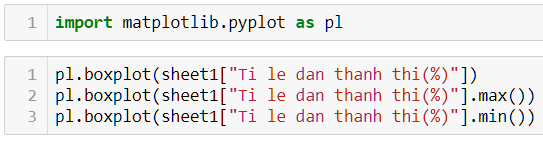 1 import matplotlib.pyplot as pl
1 pl.boxplot(sheet1["Ti le dan thanh thi(%)"])
2 pl.boxplot(sheet1["Ti le dan thanh thi(%)"].max())
3 pl.boxplot(sheet1["Ti le dan thanh thi(%)"].min())